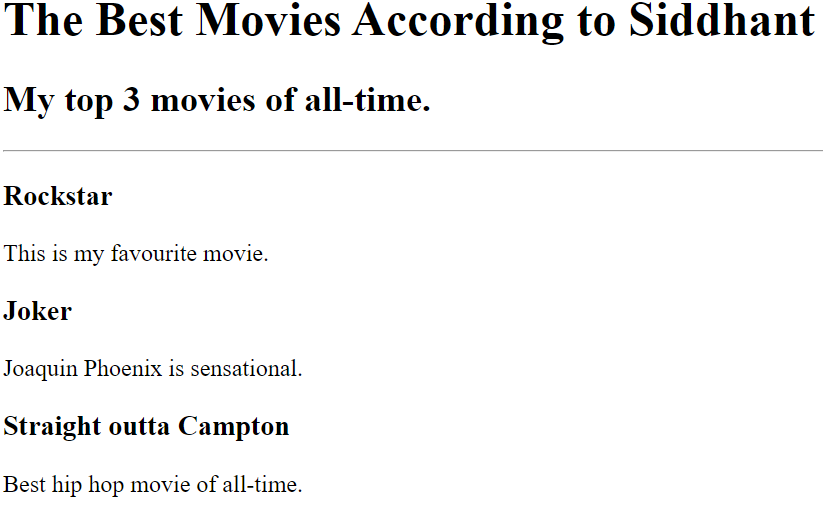 The Best Movies According to Siddhant
My top 3 movies of all-time.
Rockstar
This is my favourite movie.
Joker
Joaquin Phoenix is sensational.
Straight outta Campton
Best hip hop movie of all-time.